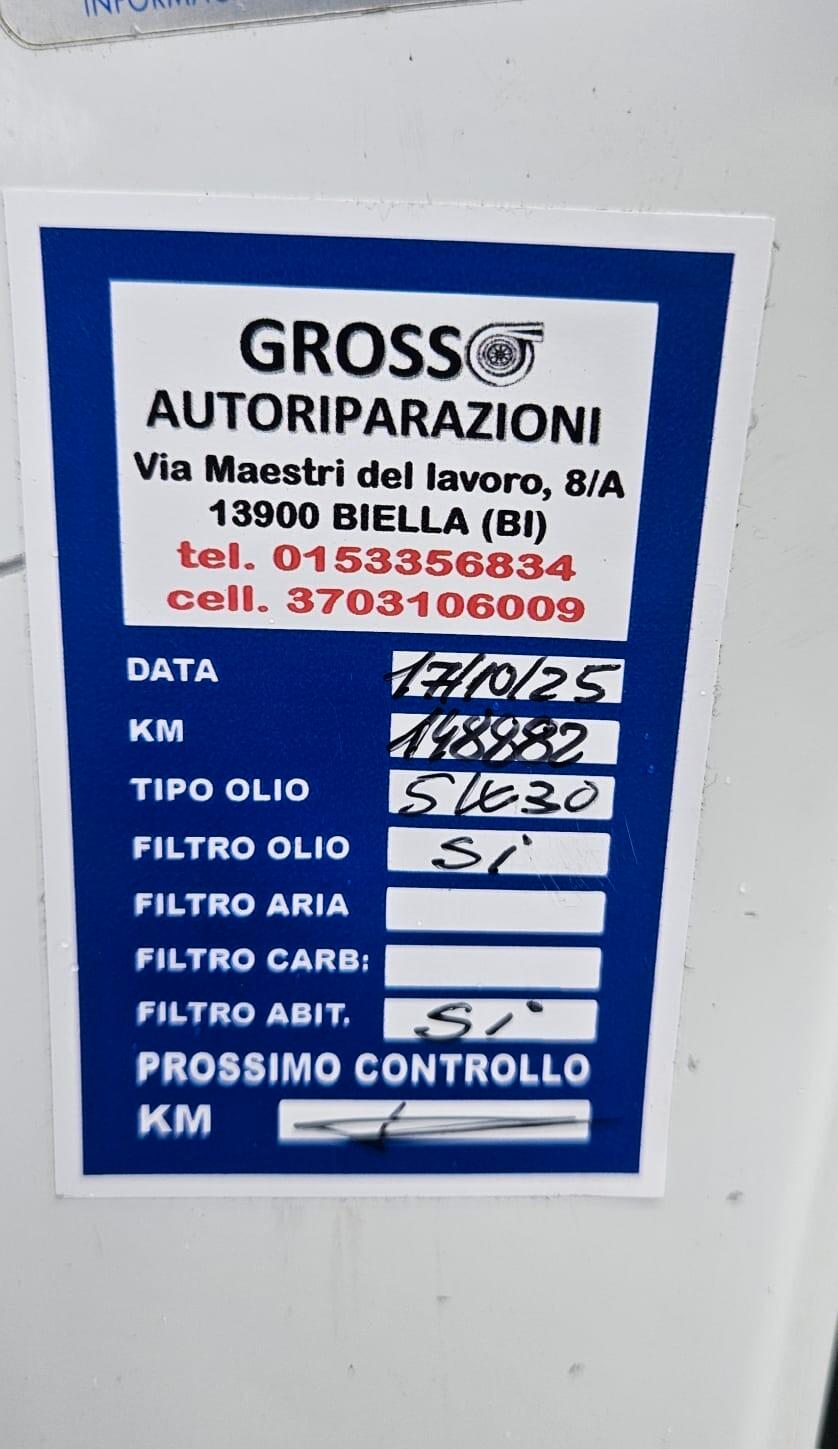 GROSSO
AUTORIPARAZIONI
Via Maestri del lavoro, 8/A
13900 BIELLA (BI)
tel. 0153356834
cell. 3703106009
DATA 17/10/25
KM 148882
TIPO OLIO 5W30
FILTRO OLIO Si
FILTRO ARIA
FILTRO CARB:
FILTRO ABIT. Si
PROSSIMO CONTROLLO
KM